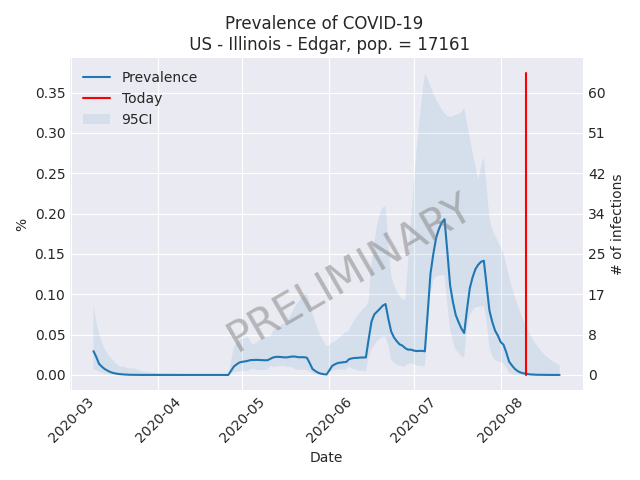 Prevalence of COVID-19
US - Illinois - Edgar, pop. = 17161
Prevalence
Today
95CI
0.35
0.30
0.25
0.20
0.15
0.10
0.05
0.00
%
60
51
42
34
25
17
8
0
# of infections
PRELIMINARY
2020-03
2020-04
2020-05
2020-06
2020-07
2020-08
Date